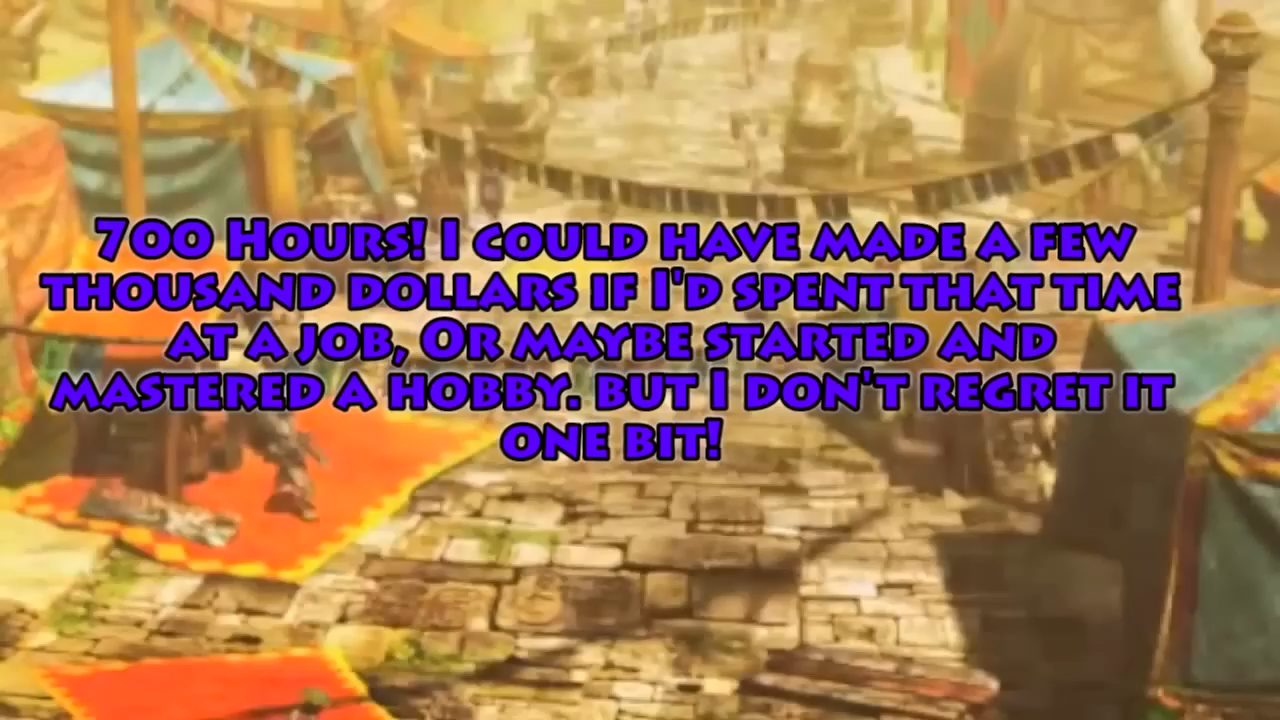 700 Hours! I could have made a few
thousand dollars if I'd spent that time
at a job, Or maybe started and
mastered a hobby. but I don't regret it
one bit!